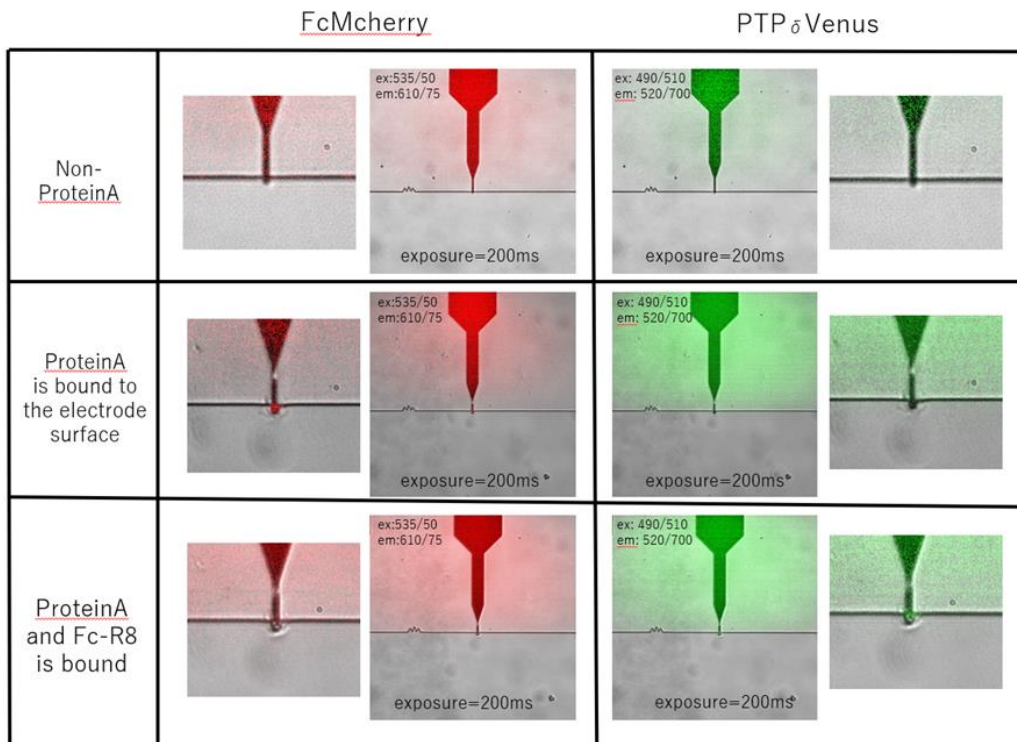 FcMcherry
PTPδVenus
Non-
ProteinA
ex:535/50
em:610/75
exposure=200ms
ex: 490/510
em: 520/700
exposure=200ms
ProteinA
is bound to
the electrode
surface
ex:535/50
em:610/75
exposure=200ms
ex: 490/510
em: 520/700
exposure=200ms
ProteinA
and Fc-R8
is bound
ex:535/50
em:610/75
exposure=200ms
ex: 490/510
em: 520/700
exposure=200ms